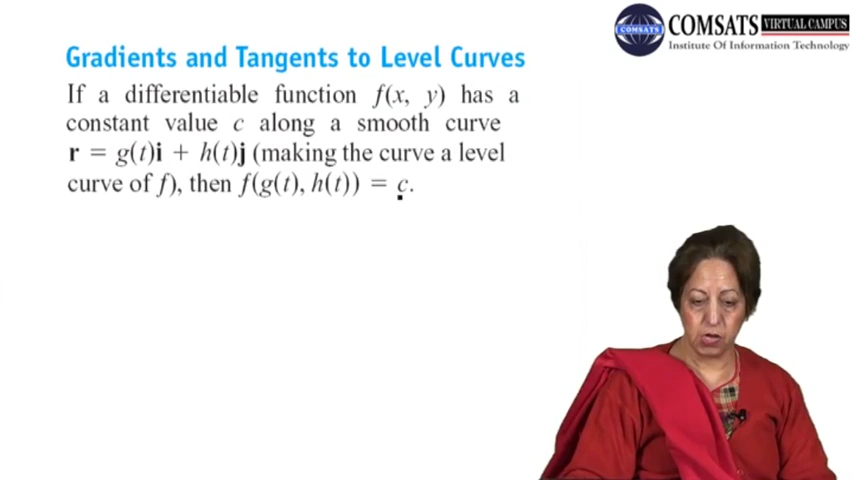 COMSATS VIRTUAL CAMPUS
COMSATS
Institute Of Information Technology
Gradients and Tangents to Level Curves
If a differentiable function f(x, y) has a
constant value c along a smooth curve
r = g(t)i + h(t)j (making the curve a level
curve of f), then f(g(t), h(t)) = c.